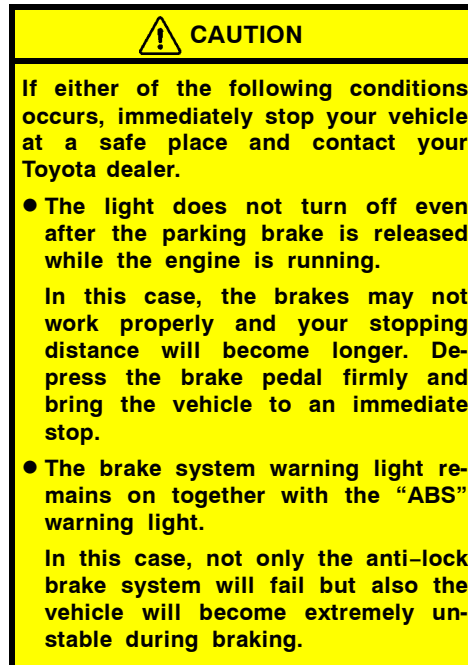 CAUTION
If either of the following conditions
occurs, immediately stop your vehicle
at a safe place and contact your
Toyota dealer.
● The light does not turn off even
after the parking brake is released
while the engine is running.
In this case, the brakes may not
work properly and your stopping
distance will become longer. De-
press the brake pedal firmly and
bring the vehicle to an immediate
stop.
● The brake system warning light re-
mains on together with the “ABS”
warning light.
In this case, not only the anti−lock
brake system will fail but also the
vehicle will become extremely un-
stable during braking.